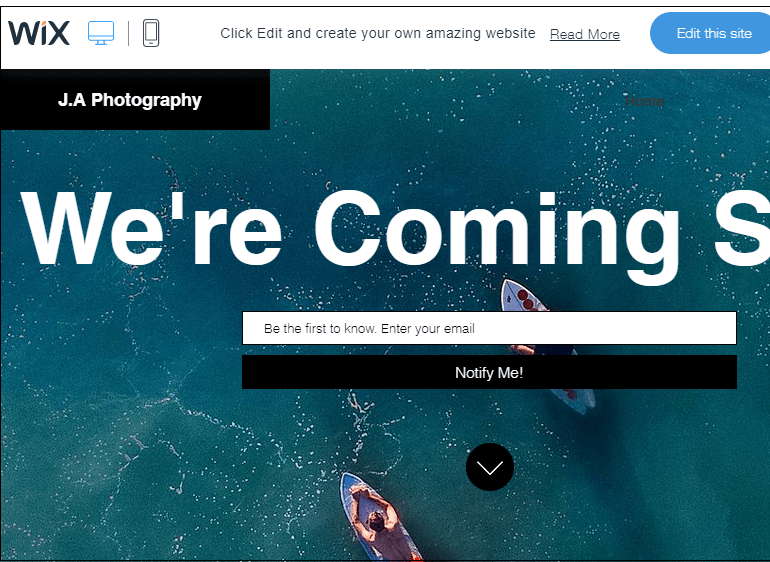 WiX
Click Edit and create your own amazing website Read More
Edit this site
J.A Photography
Home
We're Coming S
Be the first to know. Enter your email
Notify Me!